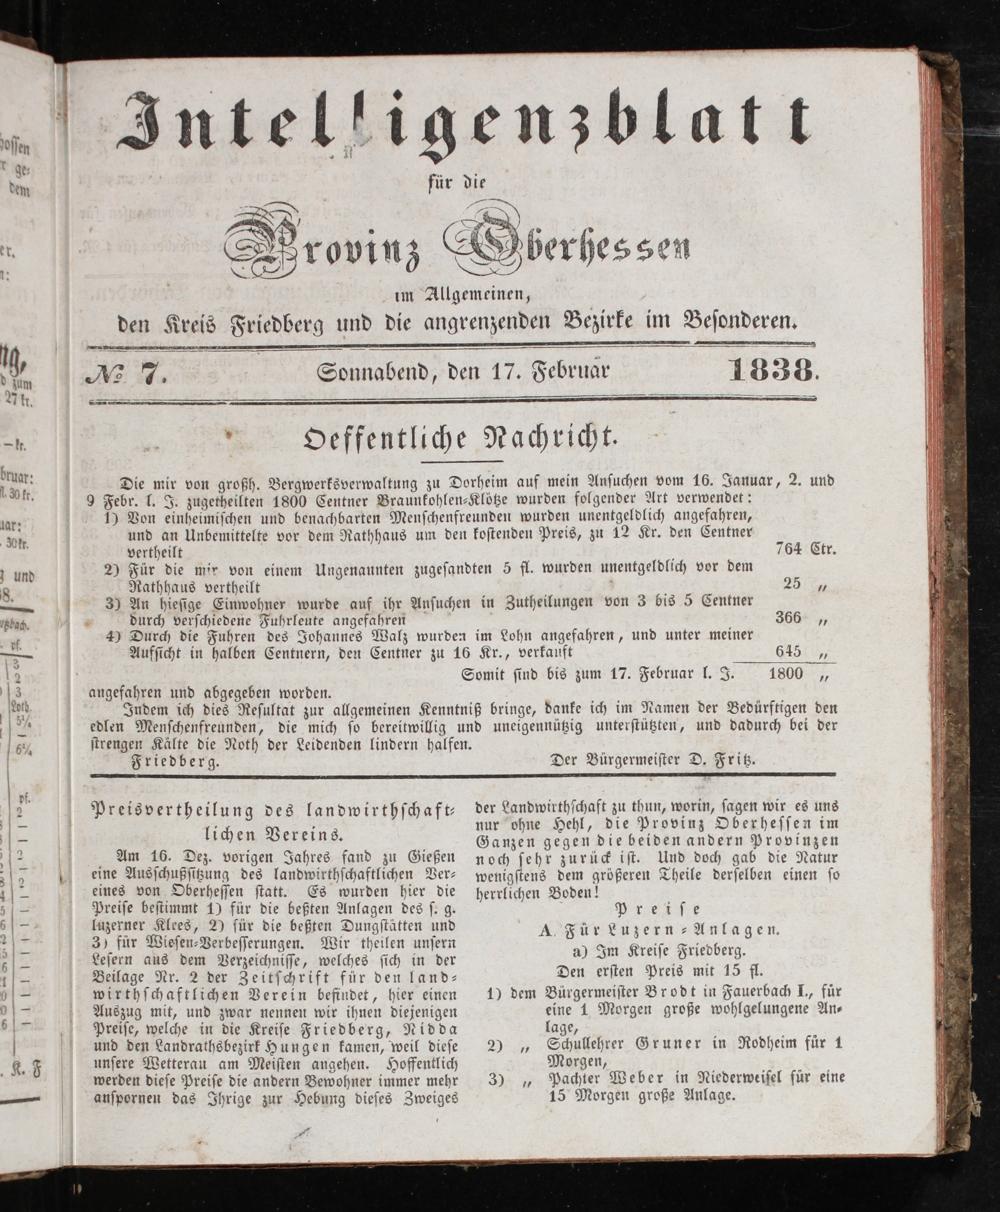 Intelligenzblatt
für die
Provinz Oberhessen
im Allgemeinen,
den Kreis Friedberg und die angrenzenden Bezirke im Besonderen.
№ 7. Sonnabend, den 17. Februar 1838.
Oeffentliche Nachricht.
Die mir von großh. Bergwerksverwaltung zu Dorheim auf mein Ansuchen vom 16. Januar, 2. und
9 Febr. l. J. zugetheilten 1800 Centner Braunkohlen-Klötze wurden folgender Art verwendet:
1) Von einheimischen und benachbarten Menschenfreunden wurden unentgeldlich angefahren,
und an Unbemittelte vor dem Rathhaus um den kostenden Preis, zu 12 Kr. den Centner
vertheilt 764 Ctr.
2) Für die mir von einem Ungenannten zugesandten 5 fl. wurden unentgeldlich vor dem
Rathhaus vertheilt 25 „
3) An hiesige Einwohner wurde auf ihr Ansuchen in Zutheilungen von 3 bis 5 Centner
durch verschiedene Fuhrleute angefahren 366 „
4) Durch die Fuhren des Johannes Walz wurden im Lohn angefahren, und unter meiner
Aufsicht in halben Centnern, den Centner zu 16 Kr., verkauft 645 „
Somit sind bis zum 17. Februar l. J. 1800 „
angefahren und abgegeben worden.
Indem ich dies Resultat zur allgemeinen Kenntniß bringe, danke ich im Namen der Bedürftigen den
edlen Menschenfreunden, die mich so bereitwillig und uneigennützig unterstützten, und dadurch bei der
strengen Kälte die Noth der Leidenden lindern halfen.
Friedberg. Der Bürgermeister D. Fritz.
Preisvertheilung des landwirthschaft-
lichen Vereins.
Am 16. Dez. vorigen Jahres fand zu Gießen
eine Ausschußsitzung des landwirthschaftlichen Ver-
eines von Oberhessen statt. Es wurden hier die
Preise bestimmt 1) für die beßten Anlagen des s. g.
luzerner Klees, 2) für die beßten Dungstätten und
3) für Wiesen-Verbesserungen. Wir theilen unsern
Lesern aus dem Verzeichnisse, welches sich in der
Beilage Nr. 2 der Zeitschrift für den land-
wirthschaftlichen Verein befindet, hier einen
Auszug mit, und zwar nennen wir ihnen diejenigen
Preise, welche in die Kreise Friedberg, Nidda
und den Landrathsbezirk Hungen kamen, weil diese
unsere Wetterau am Meisten angehen. Hoffentlich
werden diese Preise die andern Bewohner immer mehr
anspornen das Ihrige zur Hebung dieses Zweiges
der Landwirthschaft zu thun, worin, sagen wir es uns
nur ohne Hehl, die Provinz Oberhessen im
Ganzen gegen die beiden andern Provinzen
noch sehr zurück ist. Und doch gab die Natur
wenigstens dem größeren Theile derselben einen so
herrlichen Boden!
Preise
A. Für Luzern-Anlagen.
a) Im Kreise Friedberg.
Den ersten Preis mit 15 fl.
1) dem Bürgermeister Brodt in Fauerbach I., für
eine 1 Morgen große wohlgelungene An-
lage,
2) „ Schullehrer Gruner in Rodheim für 1
Morgen,
3) „ Pachter Weber in Niederweisel für eine
15 Morgen große Anlage.